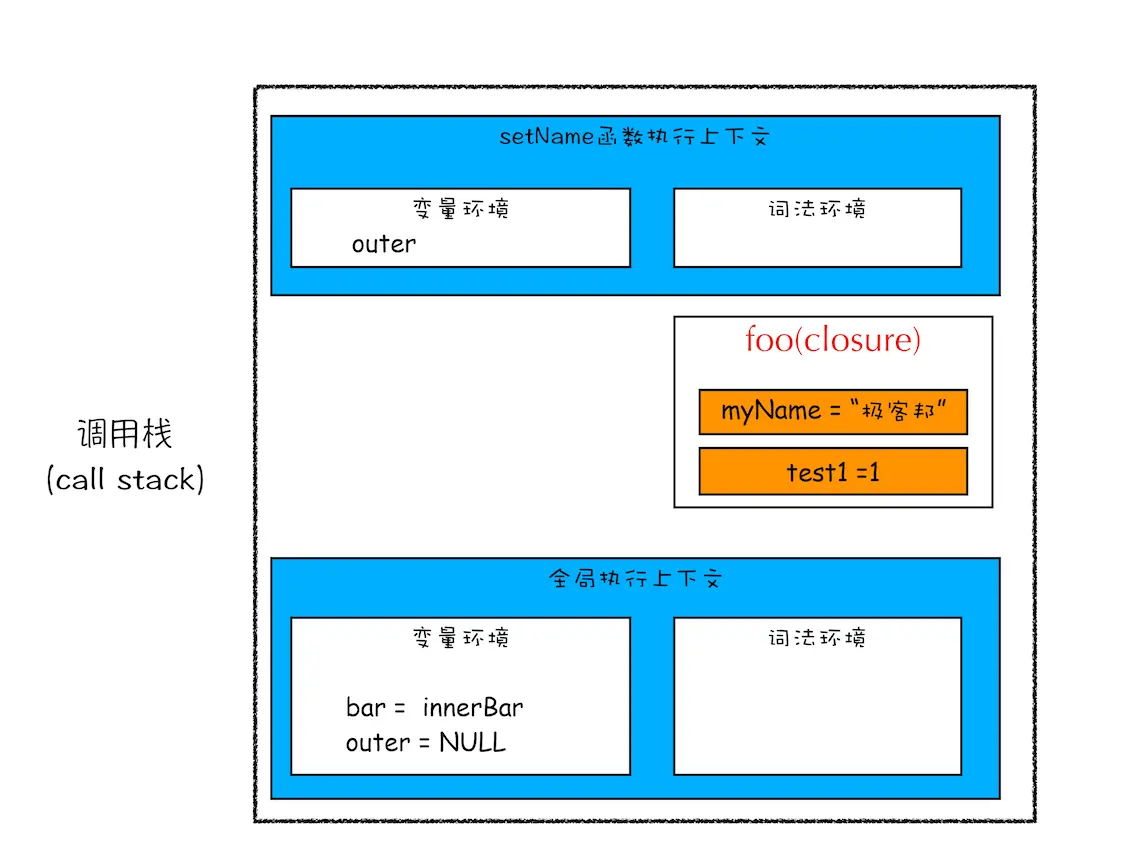 setName函数执行上下文
变量环境
outer
词法环境
foo(closure)
myName = “极客邦”
test1 =1
调用栈
(call stack)
全局执行上下文
变量环境
bar = innerBar
outer = NULL
词法环境